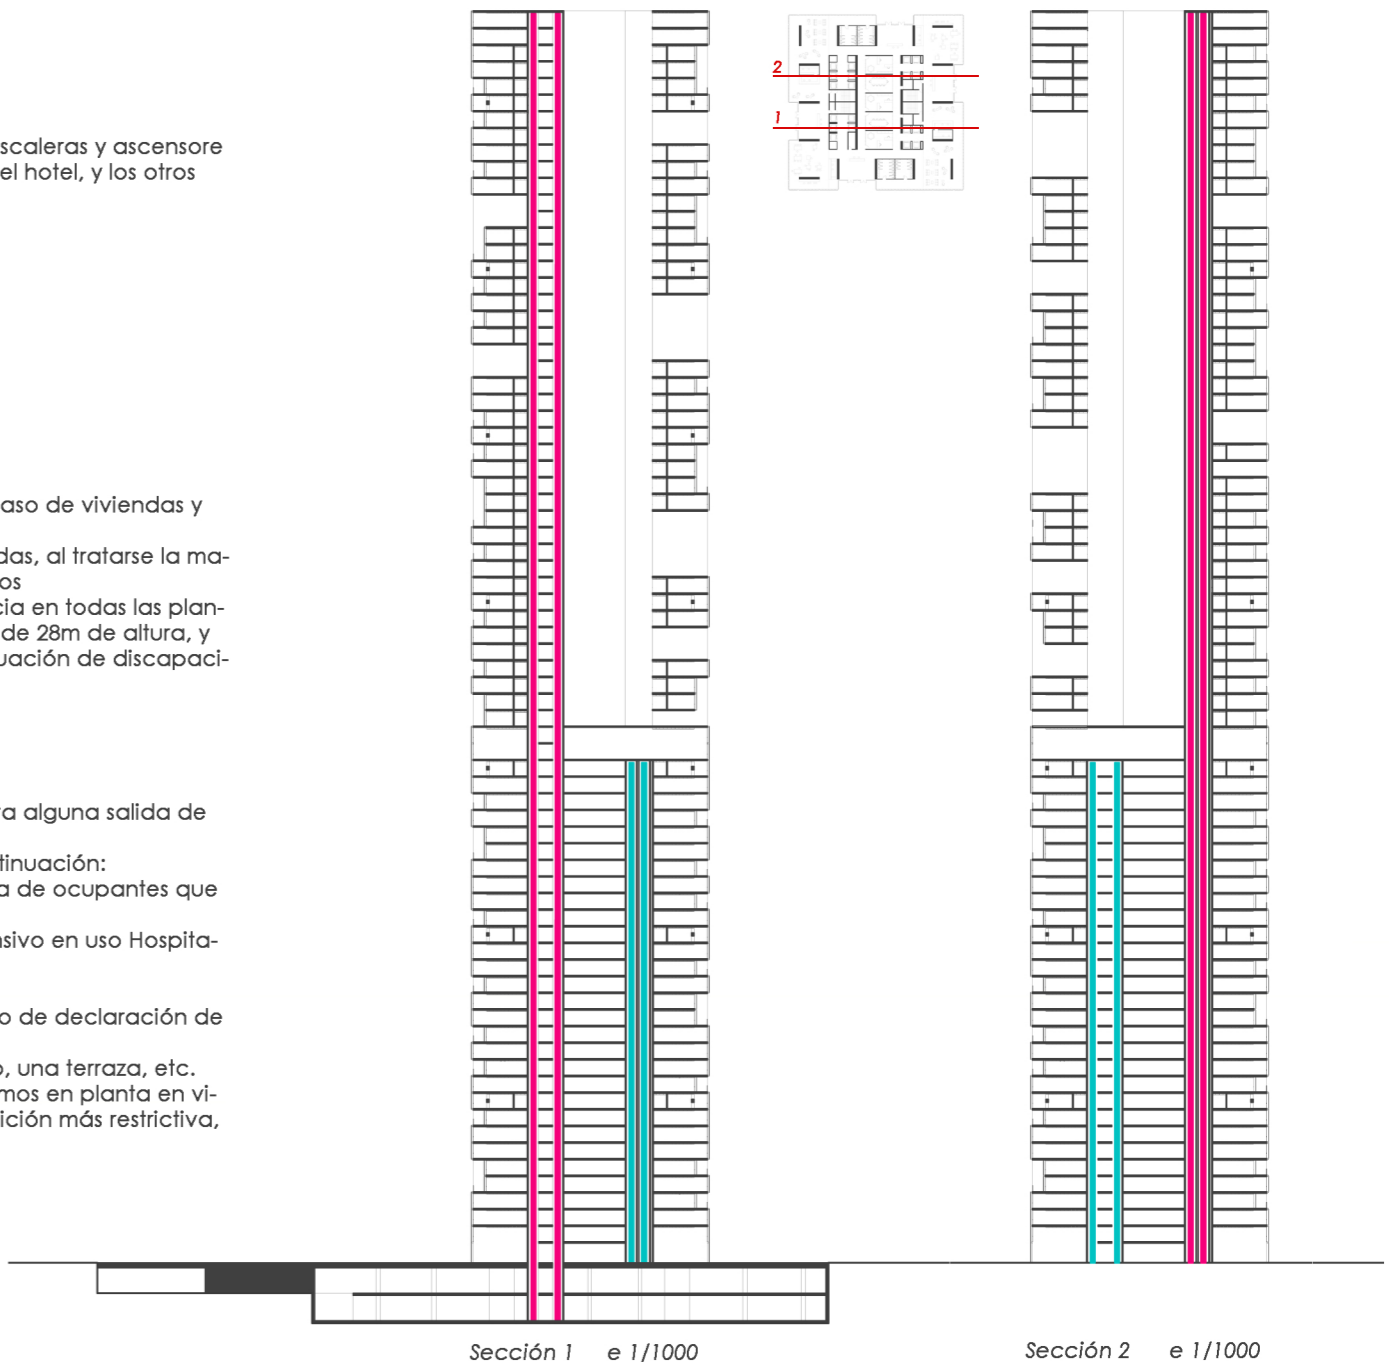 scaleras y ascensore
el hotel, y los otros
aso de viviendas y
das, al tratarse la ma-
os
cia en todas las plan-
de 28m de altura, y
uación de discapaci-
a alguna salida de
tinuación:
a de ocupantes que
nsivo en uso Hospita-
o de declaración de
o, una terraza, etc.
mos en planta en vi-
ición más restrictiva,
2
1
Sección 1 e 1/1000
Sección 2 e 1/1000